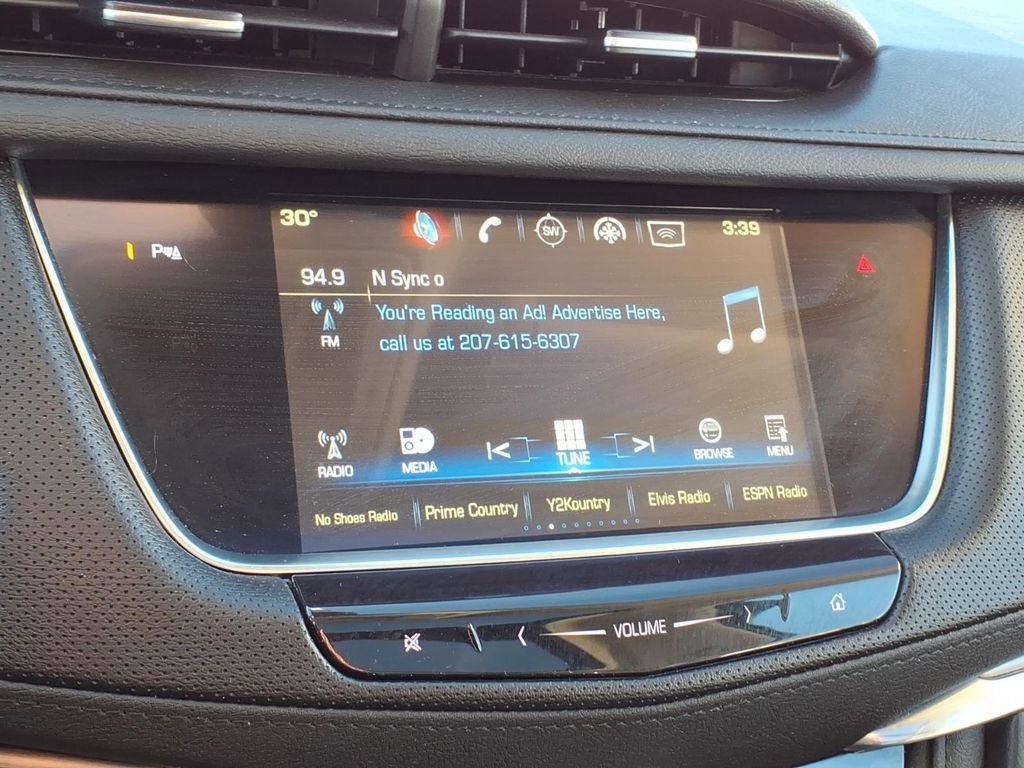 30°
SW
3:39
P
94.9 N Sync o
FM
You're Reading an Ad! Advertise Here,
call us at 207-615-6307
RADIO
MEDIA
TUNE
BROWSE
MENU
No Shoes Radio
Prime Country
Y2Kountry
Elvis Radio
ESPN Radio
VOLUME